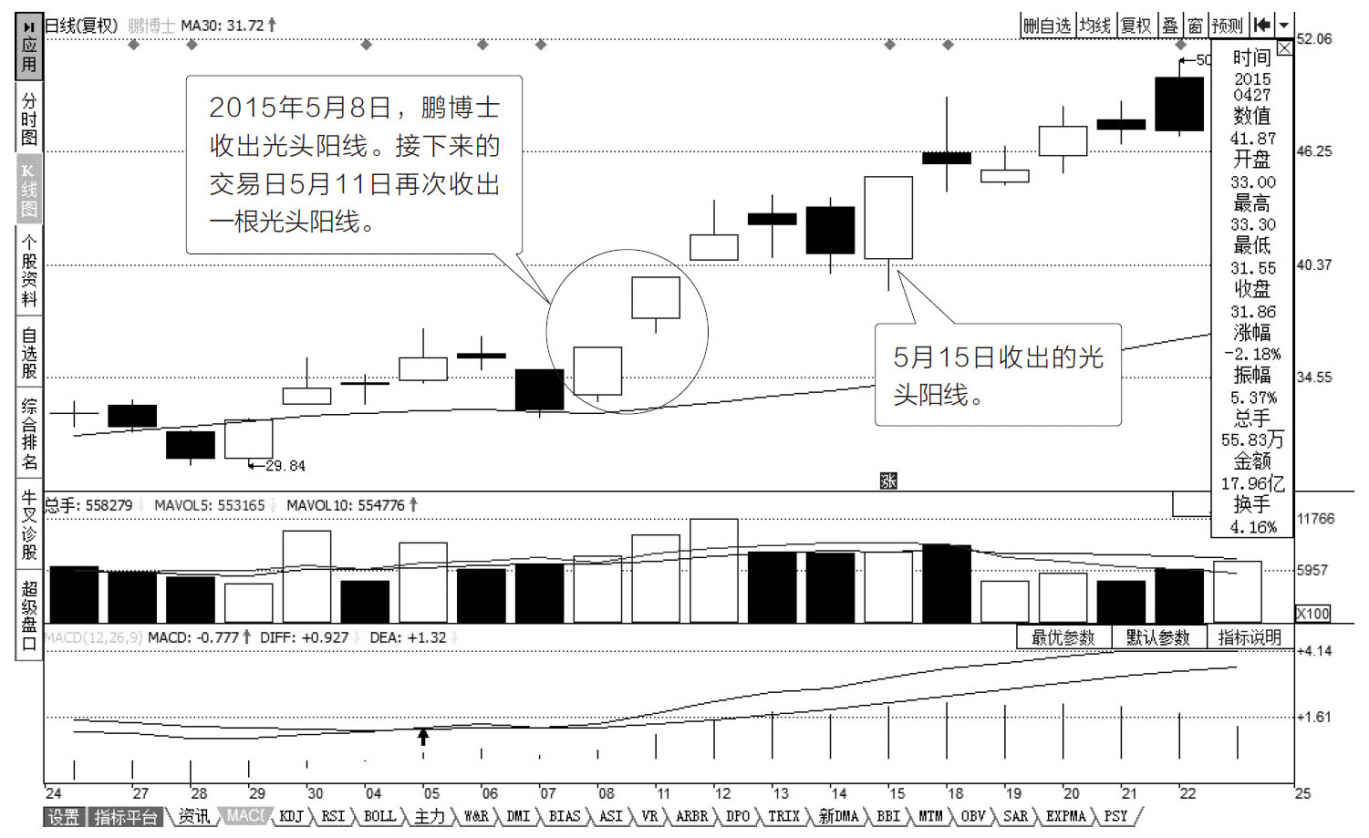 日线(复权) 鹏博士 MA30: 31.72↑
删自选 均线 复权 叠 窗 预测
应用
分时图
K线图
个股资料
自选股
综合排名
牛叉诊股
超级盘口
2015年5月8日，鹏博士
收出光头阳线。接下来的
交易日5月11日再次收出
一根光头阳线。
5月15日收出的光
头阳线。
←29.84
←50
涨
52.06
46.25
40.37
34.55
时间
2015
0427
数值
41.87
开盘
33.00
最高
33.30
最低
31.55
收盘
31.86
涨幅
-2.18%
振幅
5.37%
总手
55.83万
金额
17.96亿
换手
4.16%
总手: 558279↓ MAVOL5: 553165↓ MAVOL10: 554776↑
11766
5957
X100
MACD(12,26,9) MACD: -0.777↑ DIFF: +0.927↓ DEA: +1.32↓
最优参数 默认参数 指标说明
+4.14
+1.61
24 27 28 29 30 04 05 06 07 08 11 12 13 14 15 18 19 20 21 22 25
设置 指标平台 资讯 MACD KDJ RSI BOLL 主力 W&R DMI BIAS ASI VR ARBR DPO TRIX 新DMA BBI MTM OBV SAR EXPMA PSY